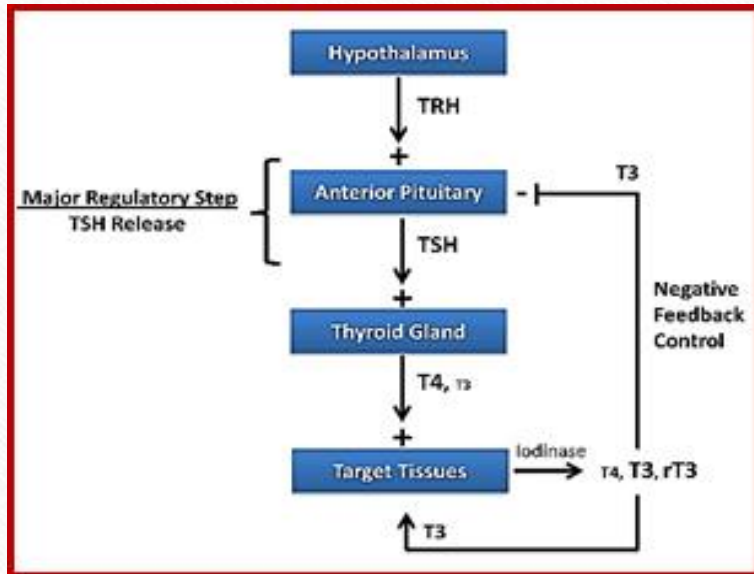 Hypothalamus
TRH
+
Major Regulatory Step
TSH Release
Anterior Pituitary
-
T3
TSH
+
Negative
Feedback
Control
Thyroid Gland
T4, T3
+
Target Tissues
Iodinase
T4, T3, rT3
T3